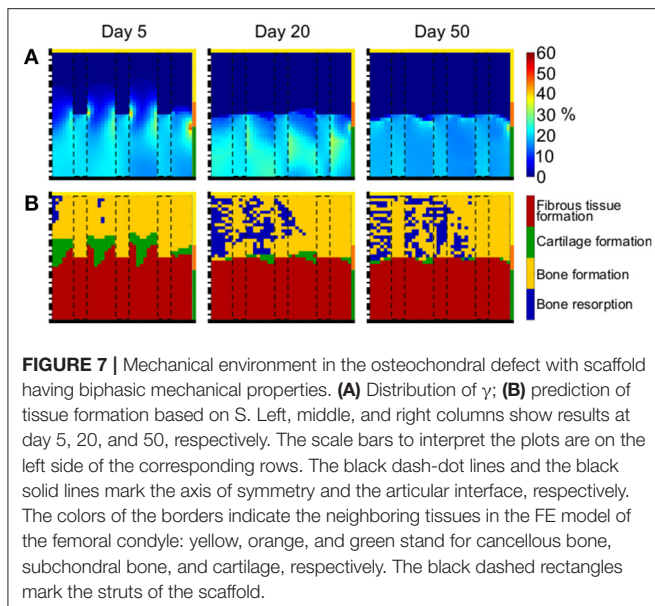 Day 5 Day 20 Day 50
A
60
50
40
30 %
20
10
0
B
Fibrous tissue
formation
Cartilage formation
Bone formation
Bone resorption
FIGURE 7 | Mechanical environment in the osteochondral defect with scaffold
having biphasic mechanical properties. (A) Distribution of γ; (B) prediction of
tissue formation based on S. Left, middle, and right columns show results at
day 5, 20, and 50, respectively. The scale bars to interpret the plots are on the
left side of the corresponding rows. The black dash-dot lines and the black
solid lines mark the axis of symmetry and the articular interface, respectively.
The colors of the borders indicate the neighboring tissues in the FE model of
the femoral condyle: yellow, orange, and green stand for cancellous bone,
subchondral bone, and cartilage, respectively. The black dashed rectangles
mark the struts of the scaffold.